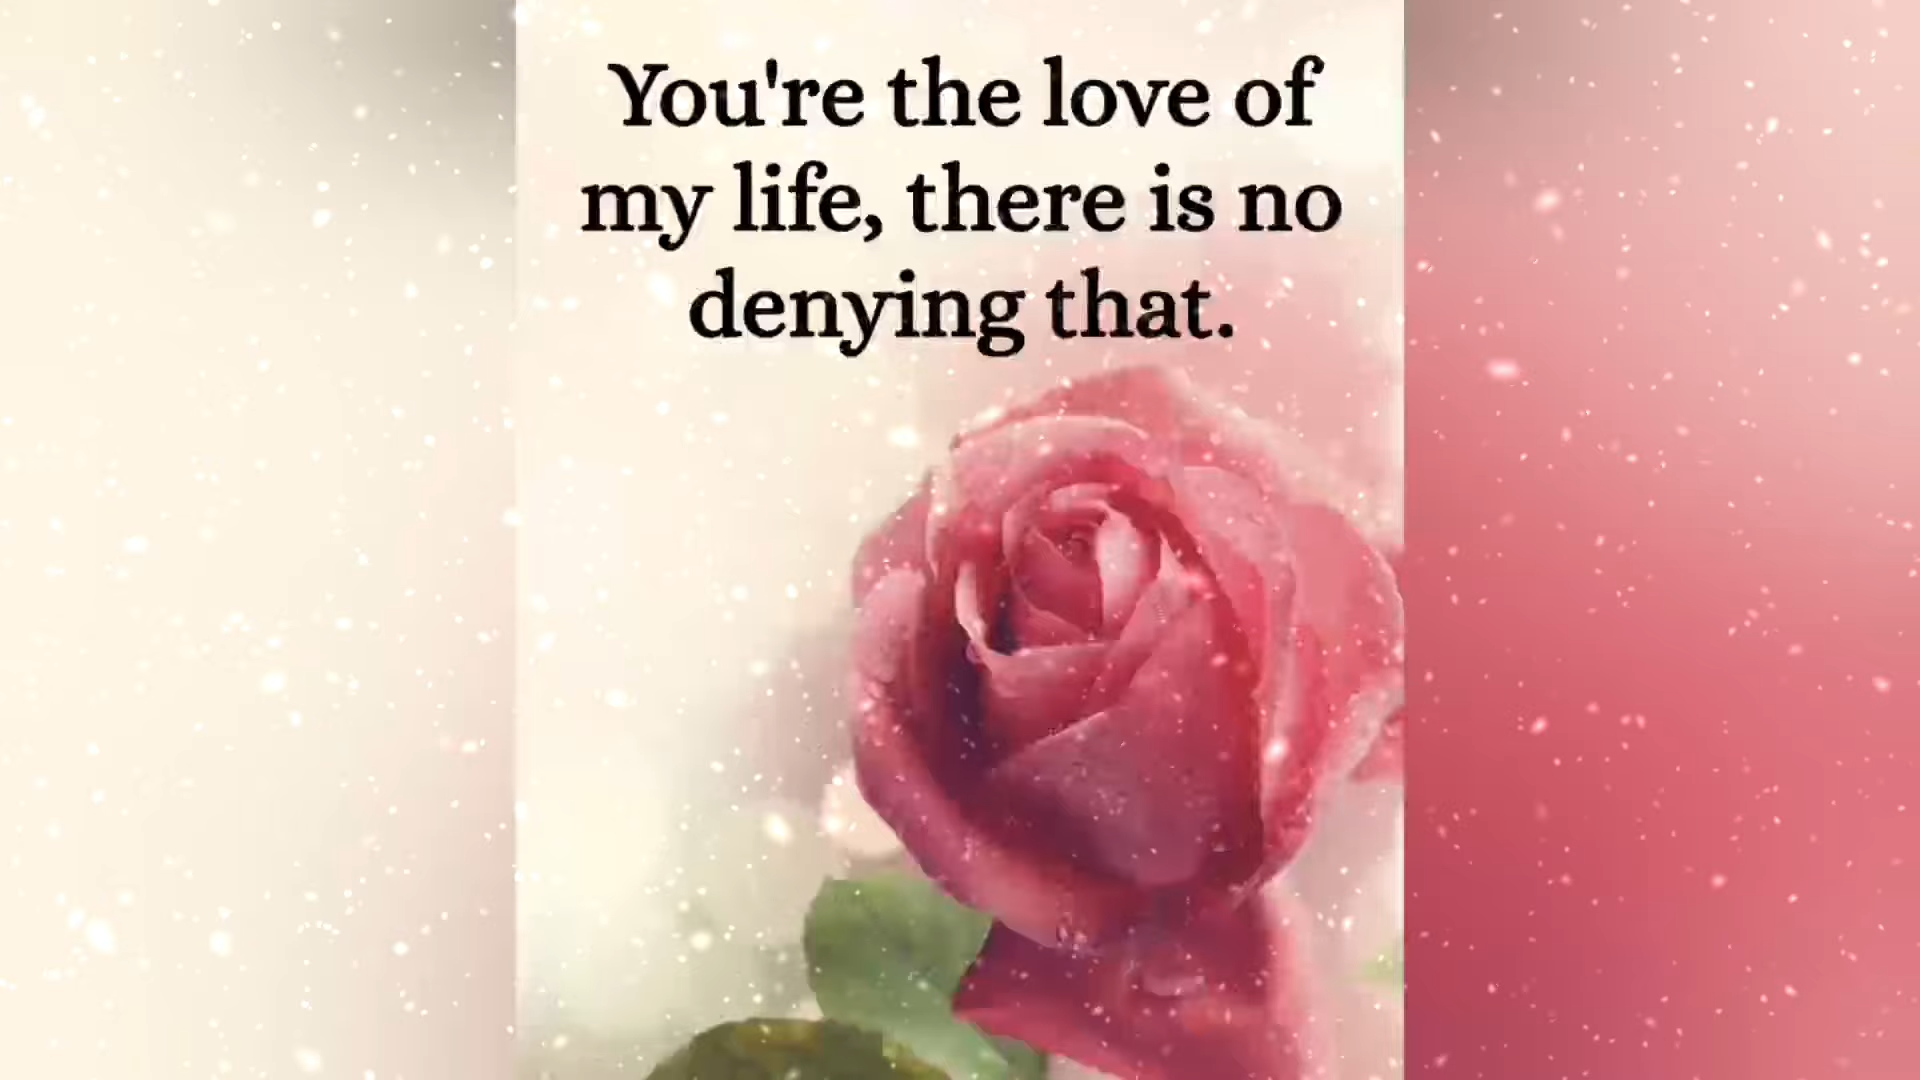 You're the love of
my life, there is no
denying that.